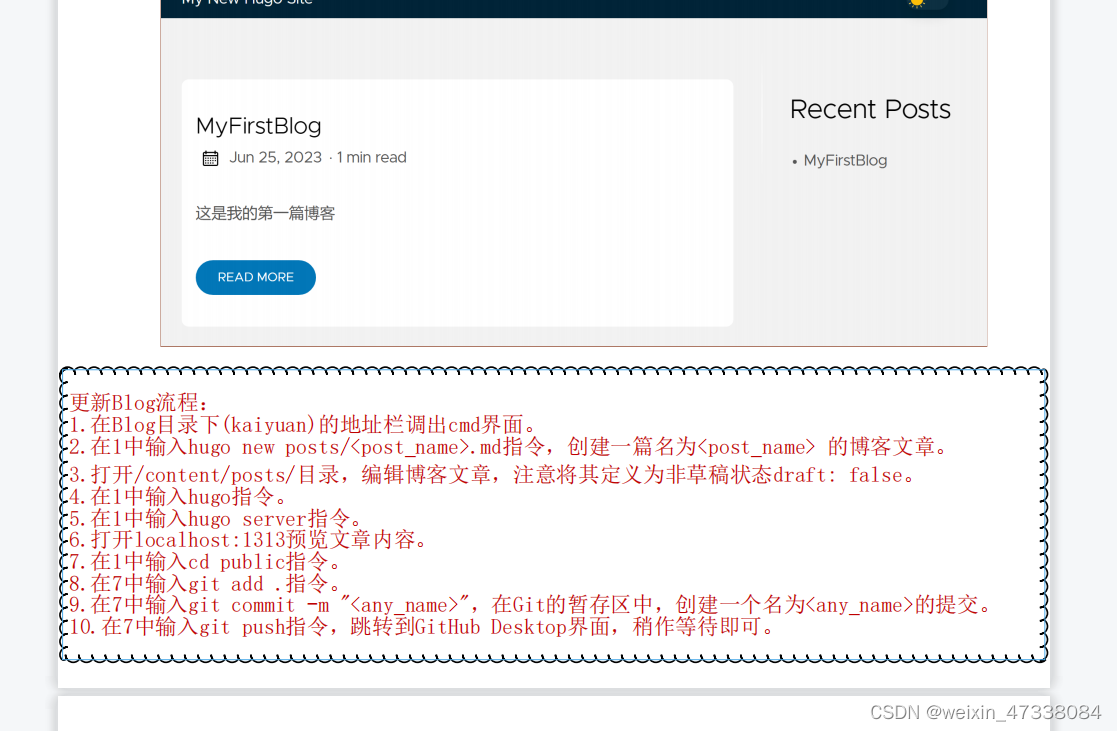 My New Hugo Site
MyFirstBlog
Jun 25, 2023 · 1 min read
这是我的第一篇博客
READ MORE
Recent Posts
• MyFirstBlog
更新Blog流程:
1.在Blog目录下(kaiyuan)的地址栏调出cmd界面。
2.在1中输入hugo new posts/<post_name>.md指令，创建一篇名为<post_name> 的博客文章。
3.打开/content/posts/目录，编辑博客文章，注意将其定义为非草稿状态draft: false。
4.在1中输入hugo指令。
5.在1中输入hugo server指令。
6.打开localhost:1313预览文章内容。
7.在1中输入cd public指令。
8.在7中输入git add .指令。
9.在7中输入git commit -m "<any_name>"，在Git的暂存区中，创建一个名为<any_name>的提交。
10.在7中输入git push指令，跳转到GitHub Desktop界面，稍作等待即可。
CSDN @weixin_47338084